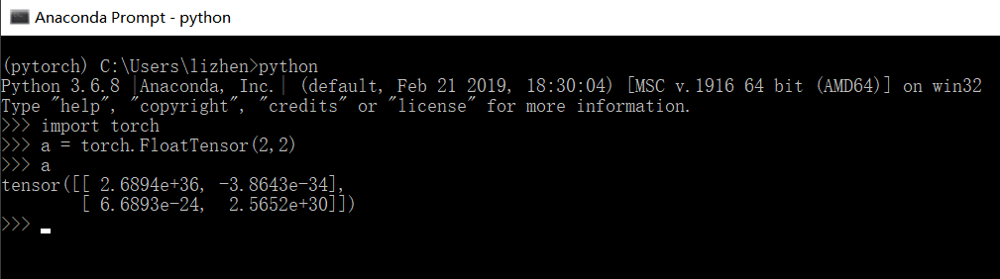 Anaconda Prompt - python
(pytorch) C:\Users\lizhen>python
Python 3.6.8 |Anaconda, Inc.| (default, Feb 21 2019, 18:30:04) [MSC v.1916 64 bit (AMD64)] on win32
Type "help", "copyright", "credits" or "license" for more information.
>>> import torch
>>> a = torch.FloatTensor(2,2)
>>> a
tensor([[ 2.6894e+36, -3.8643e-34],
        [ 6.6893e-24,  2.5652e+30]])
>>>